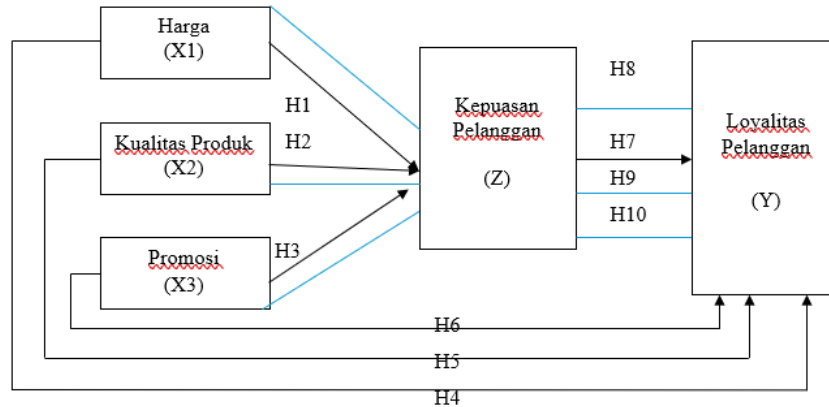 Harga
(X1)
H1
H2
Kualitas Produk
(X2)
H3
Promosi
(X3)
Kepuasan
Pelanggan
(Z)
H8
H7
H9
H10
Loyalitas
Pelanggan
(Y)
H6
H5
H4